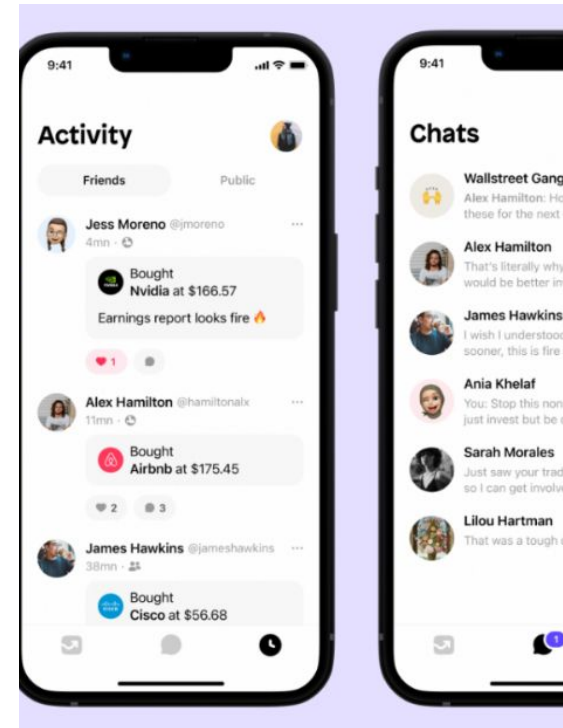 9:41
Activity
Friends
Public
Jess Moreno @jmoreno
4mn
Bought
Nvidia at $166.57
Earnings report looks fire 🔥
1
Alex Hamilton @hamiltonalx
11mn
Bought
Airbnb at $175.45
2
3
James Hawkins @jameshawkins
38mn
Bought
Cisco at $56.68
9:41
Chats
Wallstreet Gang
Alex Hamilton: Ho
these for the next
Alex Hamilton
That's literally why
would be better in
James Hawkins
I wish I understood
sooner, this is fire
Ania Khelaf
You: Stop this non
just invest but be
Sarah Morales
Just saw your trad
so I can get involve
Lilou Hartman
That was a tough
1